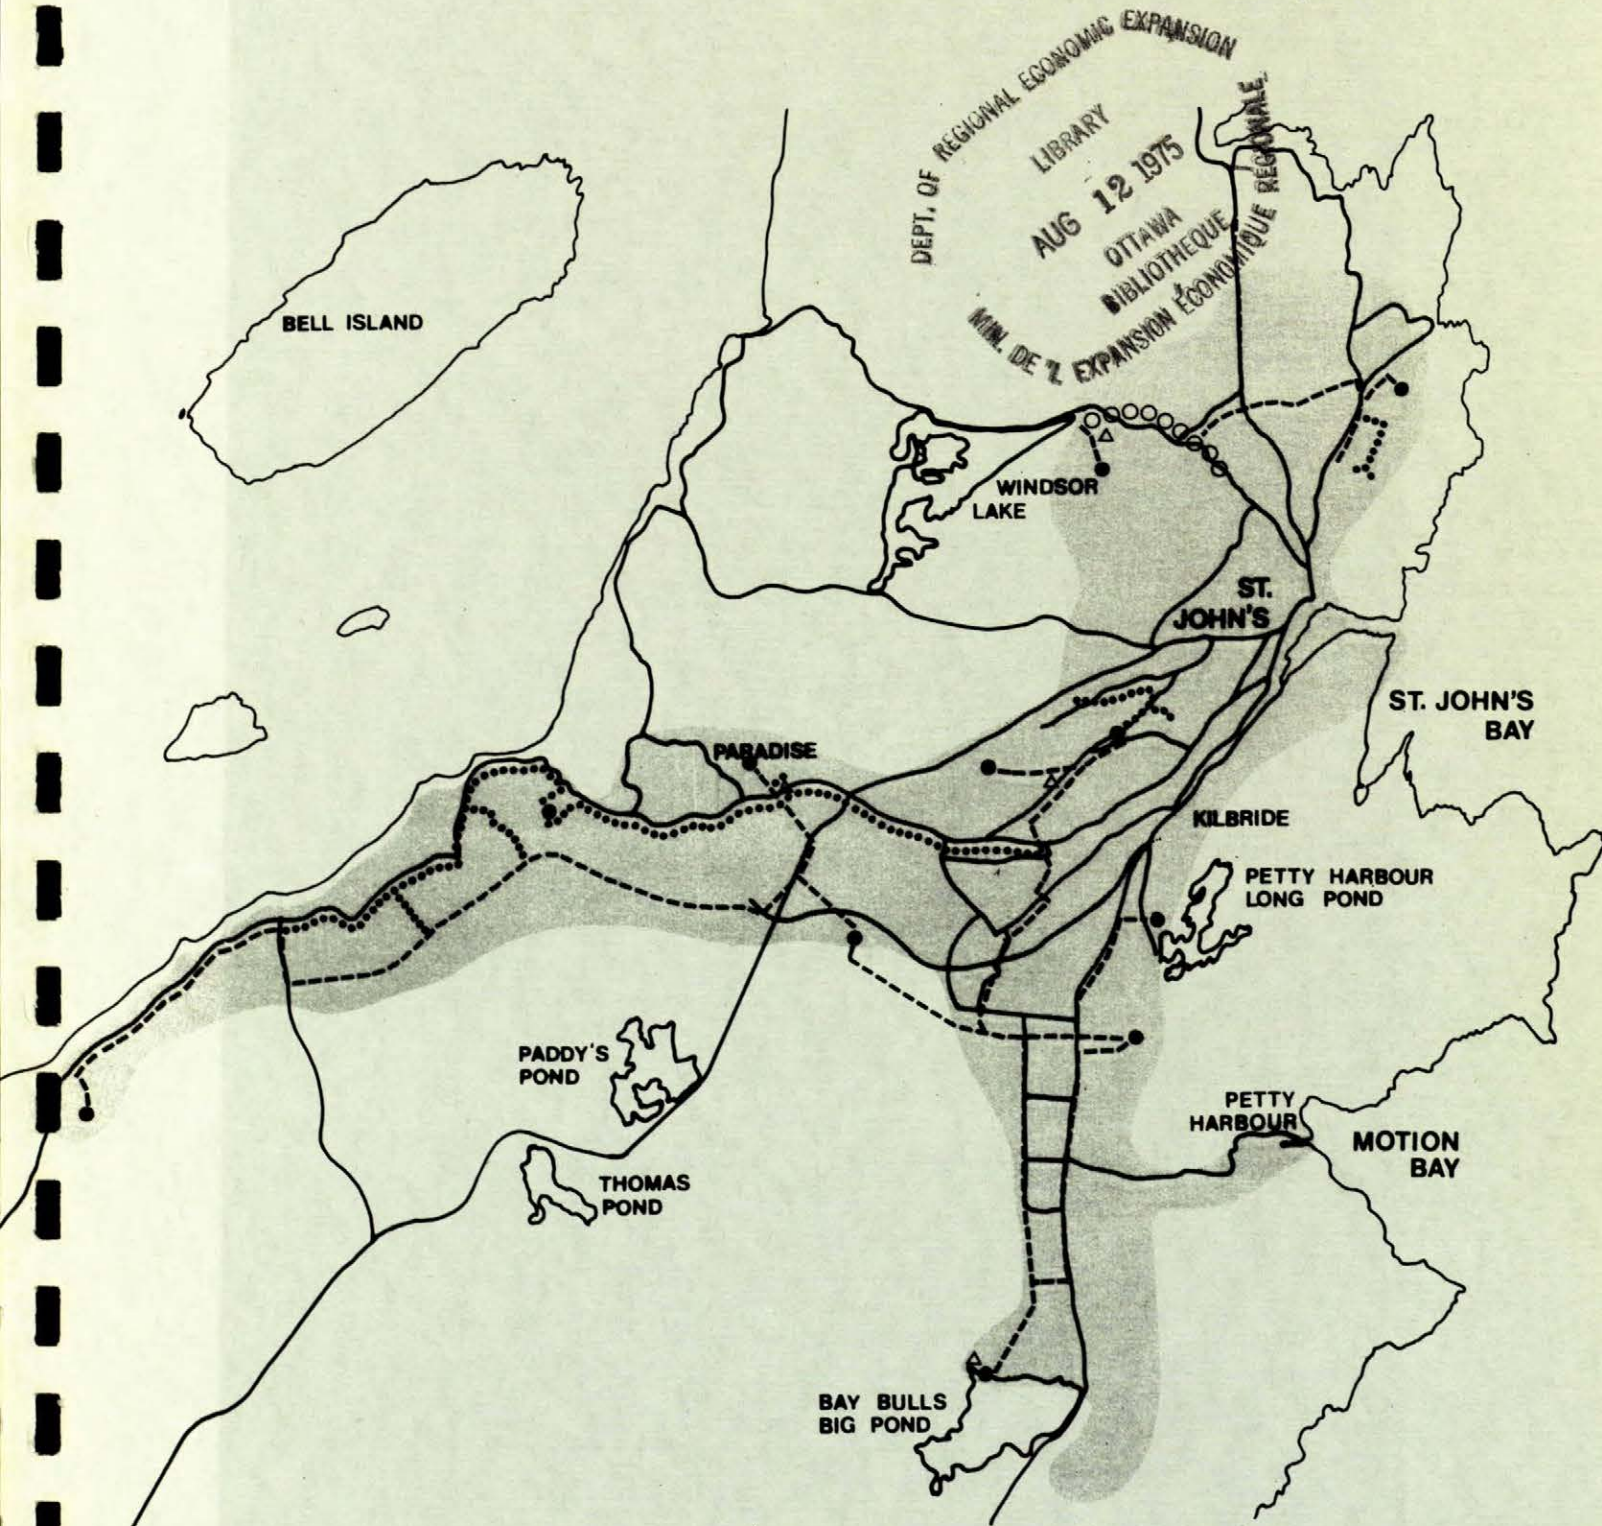 DEPT. OF REGIONAL ECONOMIC EXPANSION
LIBRARY
AUG 12 1975
OTTAWA
BIBLIOTHEQUE
MIN. DE L EXPANSION ÉCONOMIQUE REGIONALE
BELL ISLAND
WINDSOR
LAKE
ST.
JOHN'S
ST. JOHN'S
BAY
PARADISE
KILBRIDE
PETTY HARBOUR
LONG POND
PADDY'S
POND
PETTY
HARBOUR
MOTION
BAY
THOMAS
POND
BAY BULLS
BIG POND